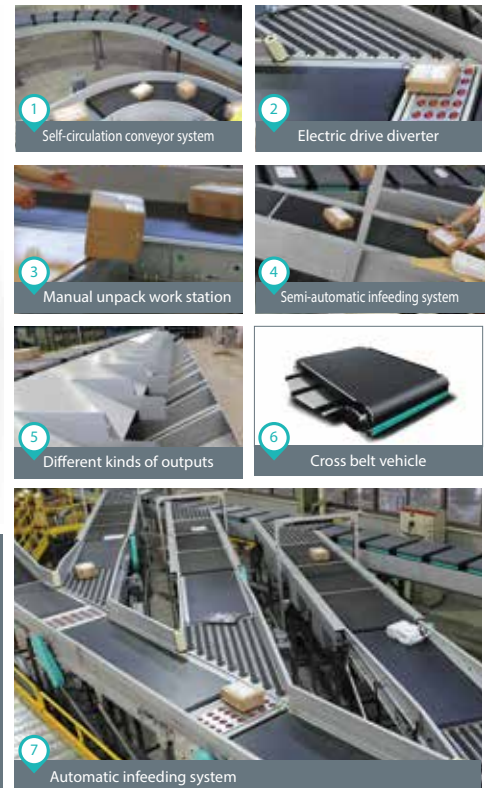 1
Self-circulation conveyor system
2
Electric drive diverter
3
Manual unpack work station
4
Semi-automatic infeeding system
5
Different kinds of outputs
6
Cross belt vehicle
7
Automatic infeeding system